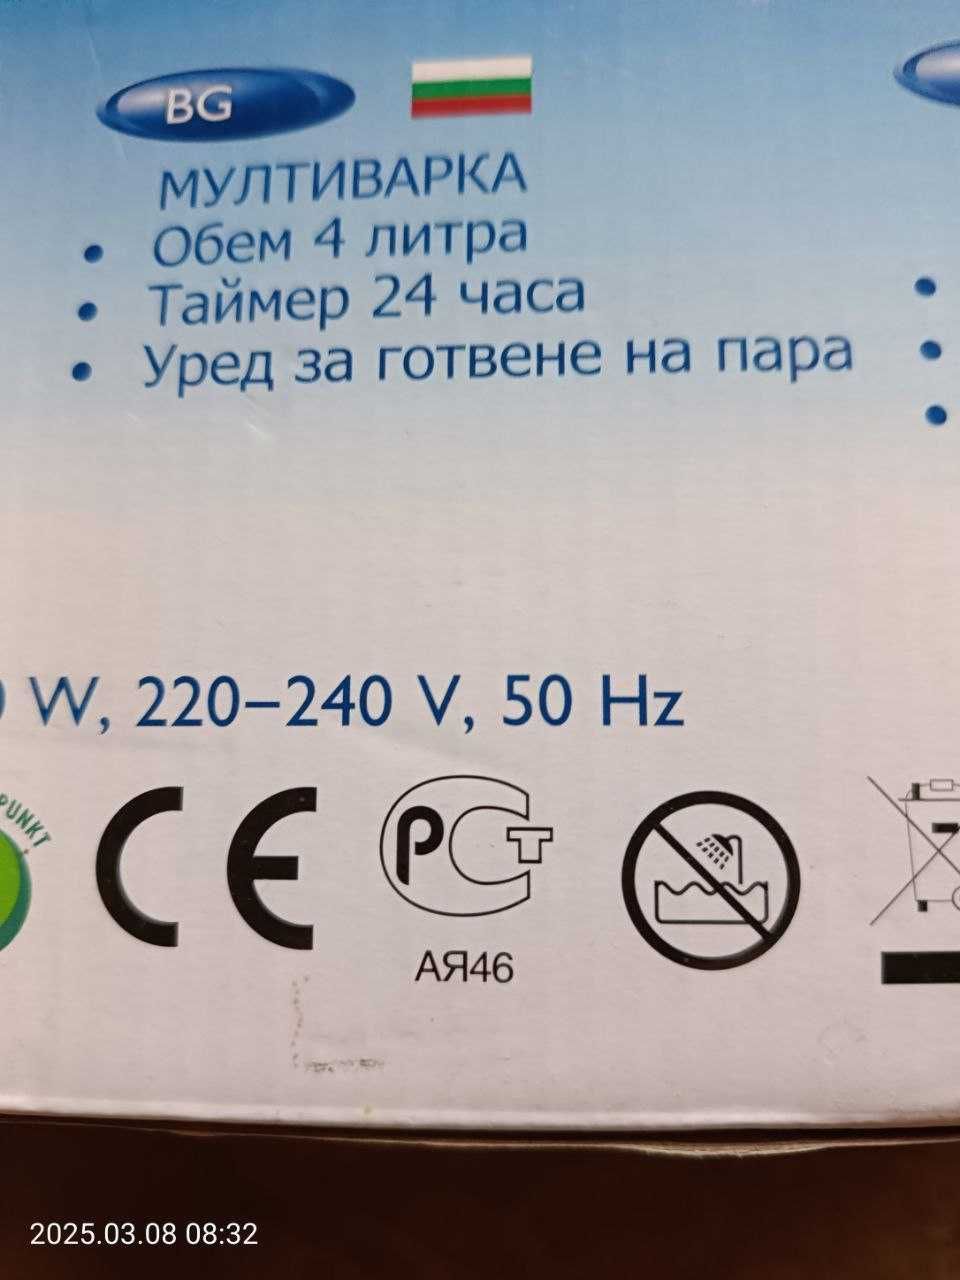 BG
МУЛТИВАРКА
• Обем 4 литра
• Таймер 24 часа
• Уред за готвене на пара
W, 220–240 V, 50 Hz
PUNKT
CE
РСТ
АЯ46
2025.03.08 08:32